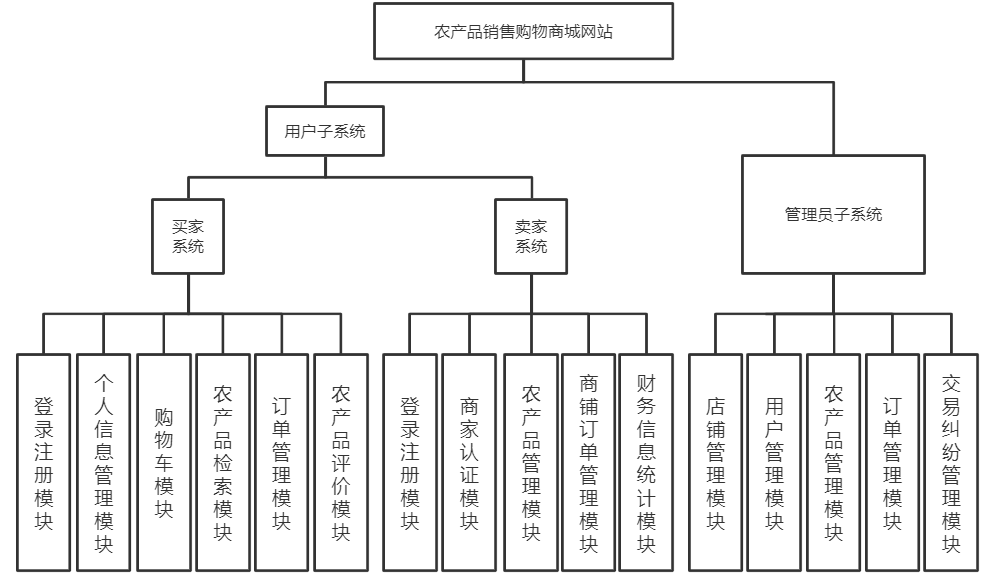 农产品销售购物商城网站
用户子系统
管理员子系统
买家
系统
卖家
系统
登录注册模块
个人信息管理模块
购物车模块
农产品检索模块
订单管理模块
农产品评价模块
登录注册模块
商家认证模块
农产品管理模块
商铺订单管理模块
财务信息统计模块
店铺管理模块
用户管理模块
农产品管理模块
订单管理模块
交易纠纷管理模块